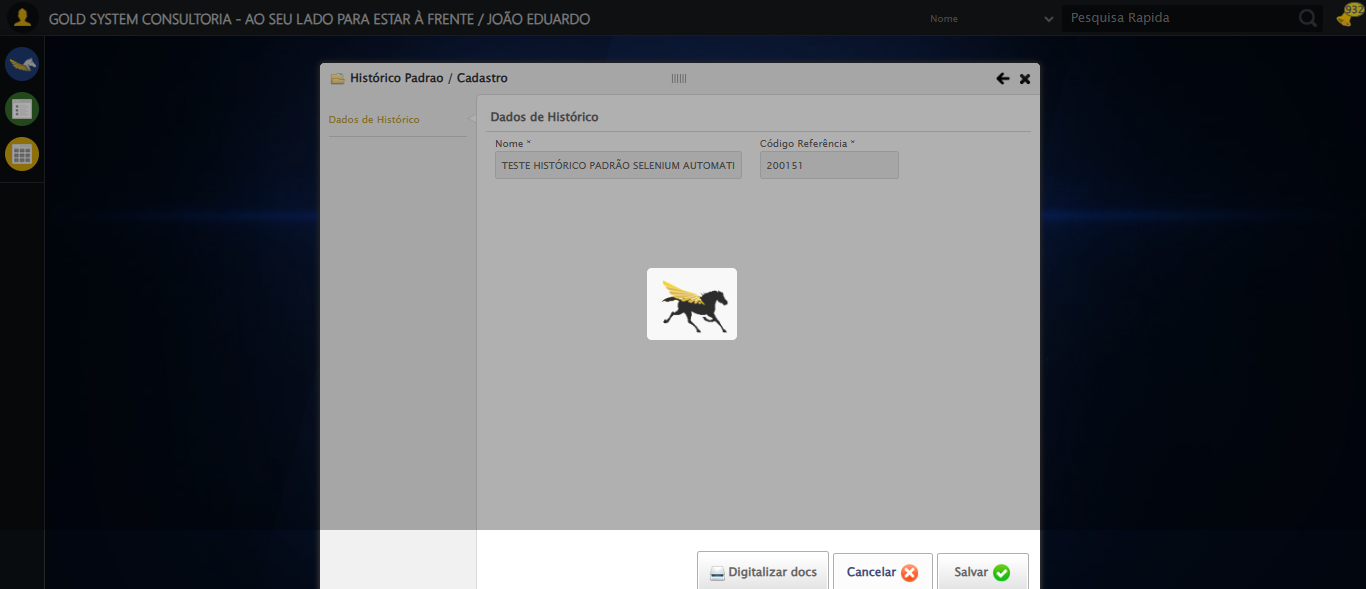 GOLD SYSTEM CONSULTORIA - AO SEU LADO PARA ESTAR À FRENTE / JOÃO EDUARDO
Nome
Pesquisa Rapida
932
Histórico Padrao / Cadastro
Dados de Histórico
Dados de Histórico
Nome *
Código Referência *
TESTE HISTÓRICO PADRÃO SELENIUM AUTOMATI
200151
Digitalizar docs
Cancelar
Salvar